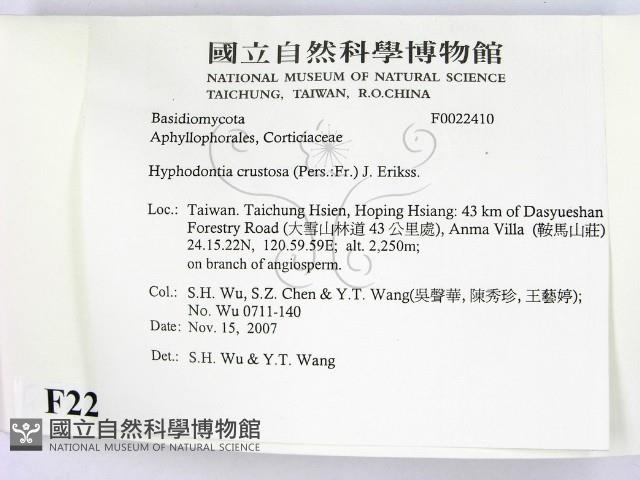 國立自然科學博物館
NATIONAL MUSEUM OF NATURAL SCIENCE
TAICHUNG, TAIWAN, R.O.CHINA
Basidiomycota F0022410
Aphyllophorales, Corticiaceae
Hyphodontia crustosa (Pers.:Fr.) J. Erikss.
Loc.: Taiwan. Taichung Hsien, Hoping Hsiang: 43 km of Dasyueshan
Forestry Road (大雪山林道 43 公里處), Anma Villa (鞍馬山莊)
24.15.22N, 120.59.59E; alt. 2,250m;
on branch of angiosperm.
Col.: S.H. Wu, S.Z. Chen & Y.T. Wang(吳聲華, 陳秀珍, 王藝婷);
No. Wu 0711-140
Date: Nov. 15, 2007
Det.: S.H. Wu & Y.T. Wang
F22
國立自然科學博物館
NATIONAL MUSEUM OF NATURAL SCIENCE